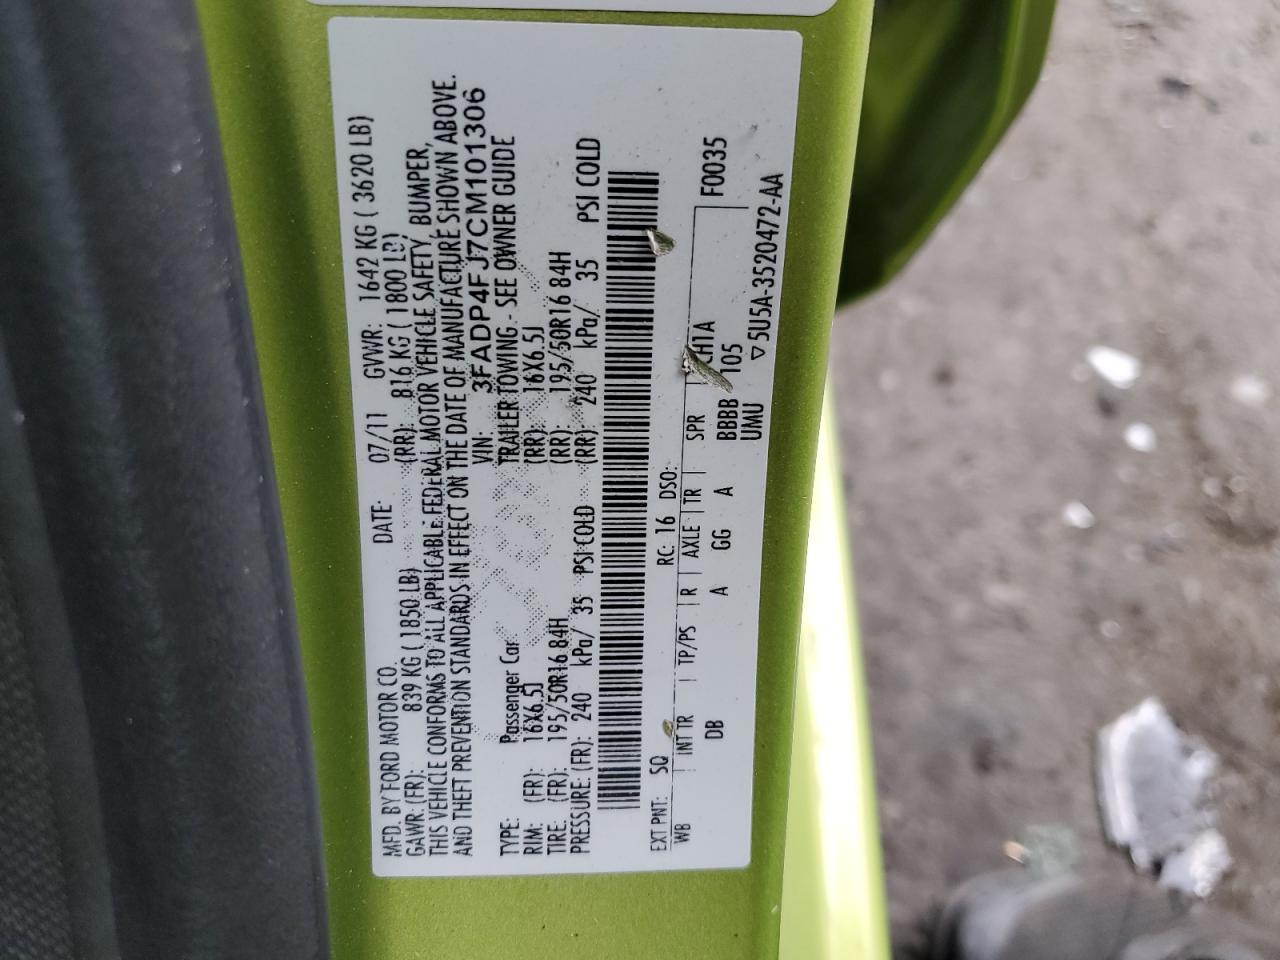 MFD. BY FORD MOTOR CO.
DATE: 07/11 GVWR: 1642 KG ( 3620 LB)
GAWR: (FR): 839 KG ( 1850 LB) (RR): 816 KG ( 1800 LB)
THIS VEHICLE CONFORMS TO ALL APPLICABLE FEDERAL MOTOR VEHICLE SAFETY, BUMPER,
AND THEFT PREVENTION STANDARDS IN EFFECT ON THE DATE OF MANUFACTURE SHOWN ABOVE.
VIN: 3FADP4FJ7CM101306
TYPE: Passenger Car TRAILER TOWING - SEE OWNER GUIDE
RIM: (FR): 16X6.5J (RR): 16X6.5J
TIRE: (FR): 195/50R16 84H (RR): 195/50R16 84H
PRESSURE: (FR): 240 kPa/ 35 PSI COLD (RR): 240 kPa/ 35 PSI COLD
EXT PNT: SQ RC: 16 DSO:
WB INT TR TP/PS R AXLE TR SPR F0035
DB A GG A BBBB 105
UMU ▽5U5A-3520472-AA